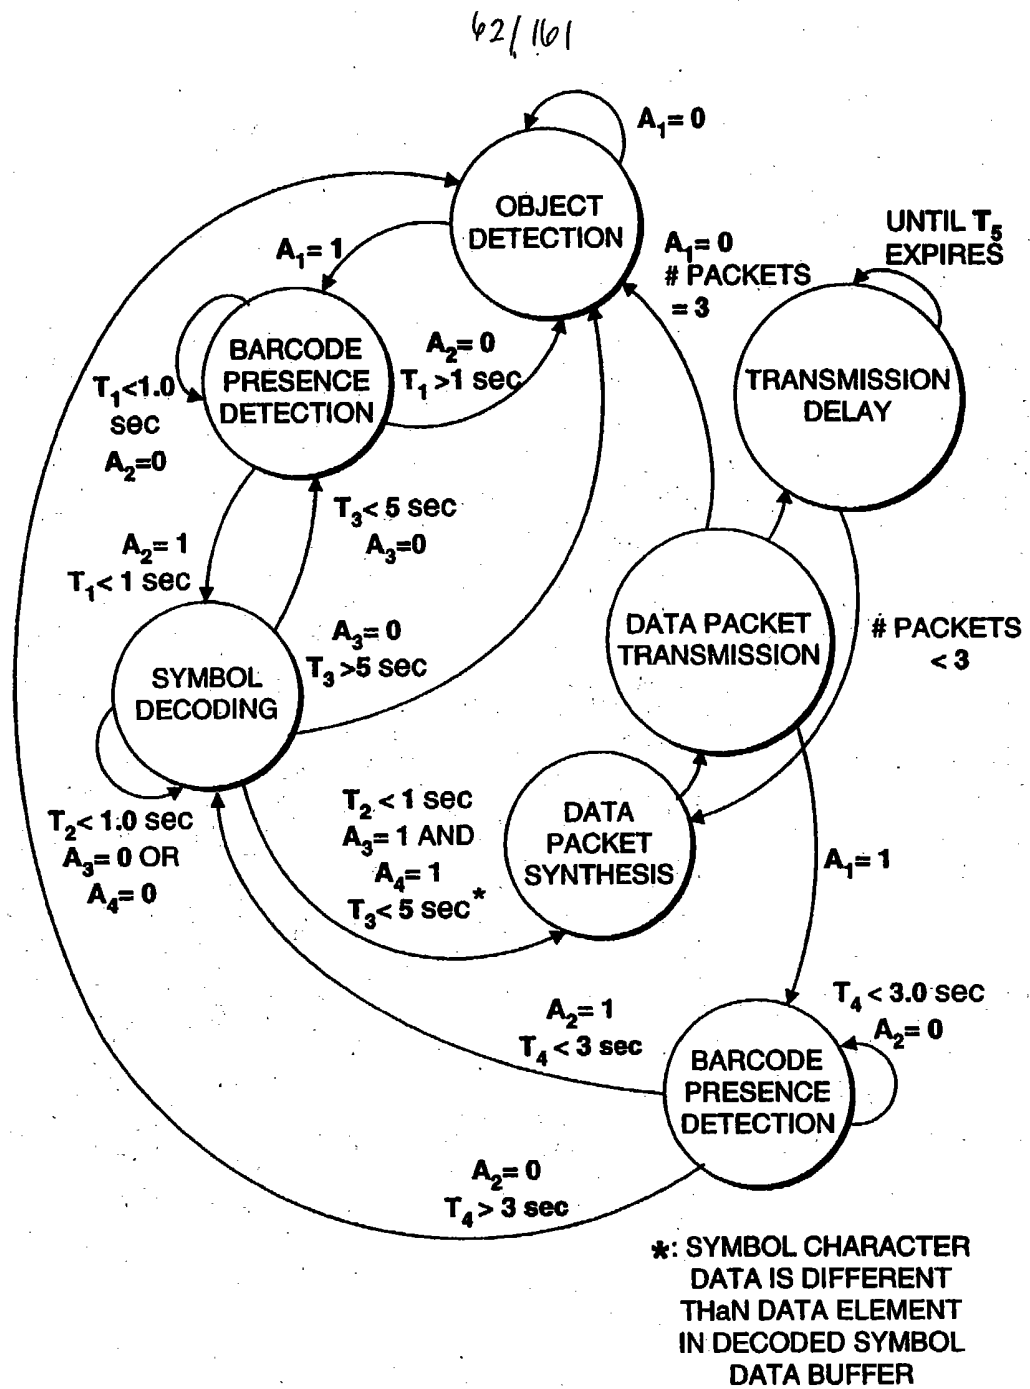 62/161
A₁= 0
OBJECT
DETECTION
UNTIL T₅
EXPIRES
A₁= 1
A₁= 0
# PACKETS
= 3
BARCODE
PRESENCE
DETECTION
A₂= 0
T₁ >1 sec
TRANSMISSION
DELAY
T₁<1.0
sec
A₂=0
T₃< 5 sec
A₃=0
A₂= 1
T₁< 1 sec
A₃= 0
T₃ >5 sec
DATA PACKET
TRANSMISSION
# PACKETS
< 3
SYMBOL
DECODING
T₂< 1.0 sec
A₃= 0 OR
A₄= 0
T₂ < 1 sec
A₃= 1 AND
A₄= 1
T₃< 5 sec*
DATA
PACKET
SYNTHESIS
A₁= 1
A₂= 1
T₄ < 3 sec
T₄ < 3.0 sec
A₂= 0
BARCODE
PRESENCE
DETECTION
A₂= 0
T₄ > 3 sec
*: SYMBOL CHARACTER
DATA IS DIFFERENT
THaN DATA ELEMENT
IN DECODED SYMBOL
DATA BUFFER